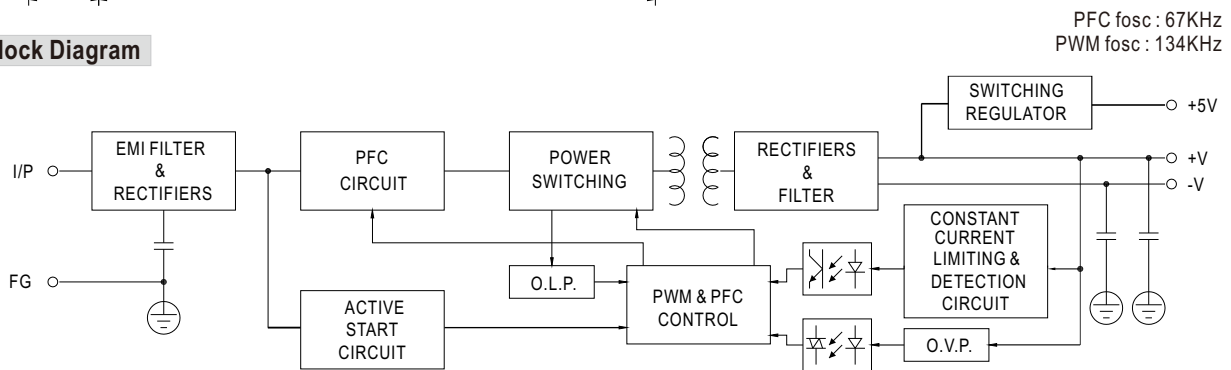 PFC fosc : 67KHz
PWM fosc : 134KHz
lock Diagram
SWITCHING
REGULATOR
+5V
I/P
EMI FILTER
&
RECTIFIERS
PFC
CIRCUIT
POWER
SWITCHING
RECTIFIERS
&
FILTER
+V
-V
CONSTANT
CURRENT
LIMITING &
DETECTION
CIRCUIT
FG
O.L.P.
PWM & PFC
CONTROL
ACTIVE
START
CIRCUIT
O.V.P.